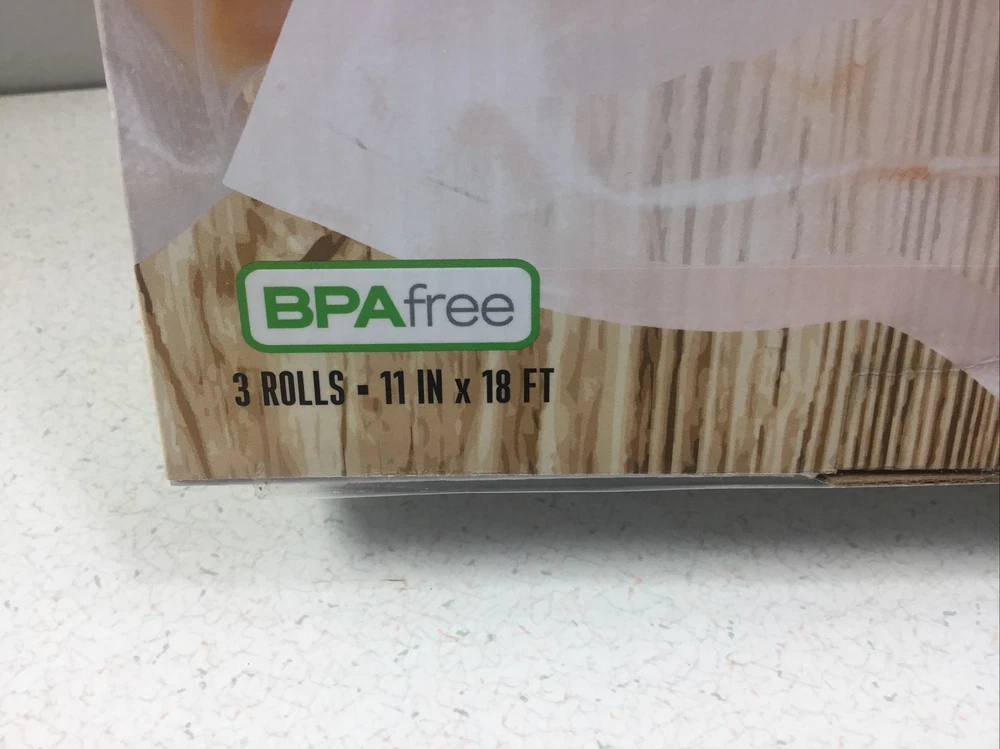 BPAfree
3 ROLLS ▪ 11 IN x 18 FT